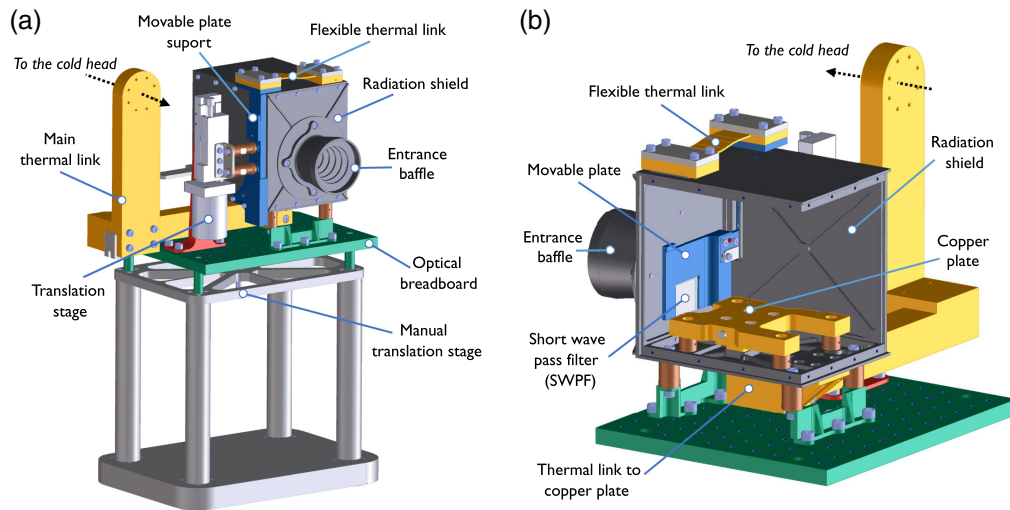 (a)
Movable plate
suport
Flexible thermal link
To the cold head
Radiation shield
Main
thermal link
Entrance
baffle
Translation
stage
Optical
breadboard
Manual
translation stage
(b)
To the cold head
Flexible thermal link
Movable plate
Radiation
shield
Entrance
baffle
Copper
plate
Short wave
pass filter
(SWPF)
Thermal link to
copper plate